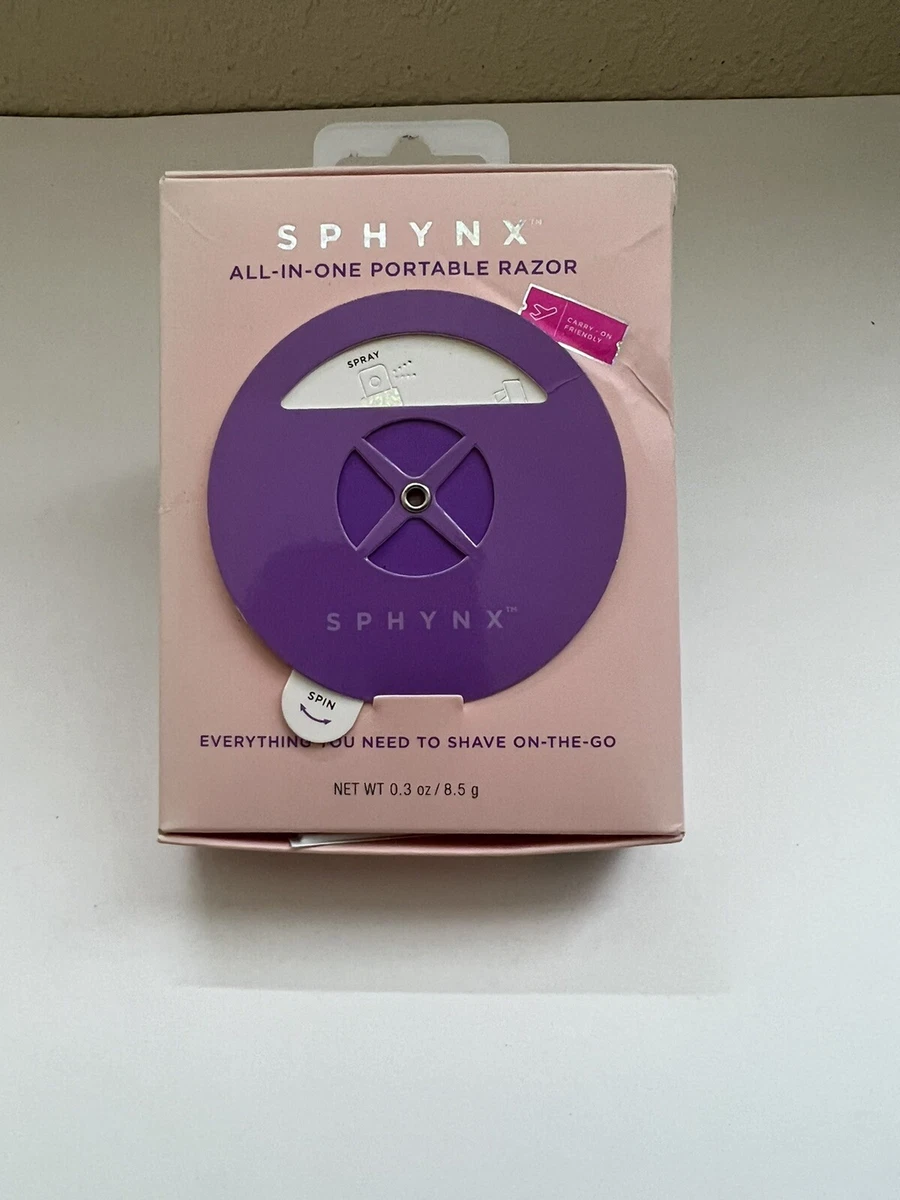 SPHYNX™
ALL-IN-ONE PORTABLE RAZOR
CARRY-ON
FRIENDLY
SPRAY
SPHYNX™
SPIN
EVERYTHING YOU NEED TO SHAVE ON-THE-GO
NET WT 0.3 oz / 8.5 g